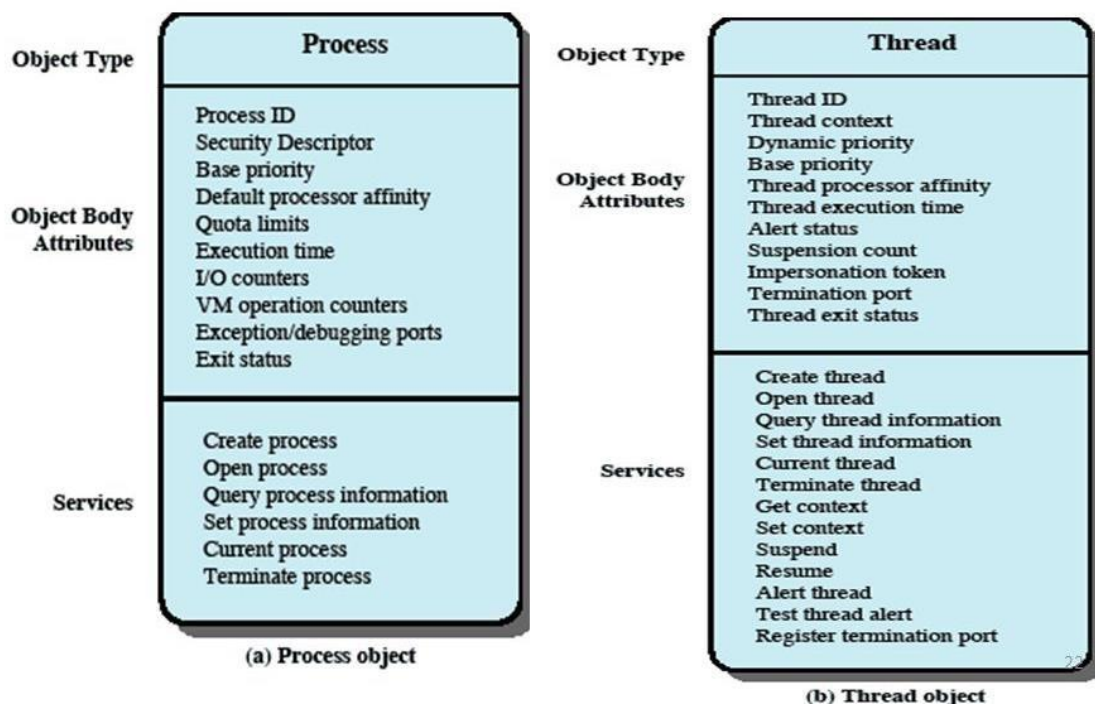 Object Type
Process
Object Body
Attributes
Process ID
Security Descriptor
Base priority
Default processor affinity
Quota limits
Execution time
I/O counters
VM operation counters
Exception/debugging ports
Exit status
Services
Create process
Open process
Query process information
Set process information
Current process
Terminate process
(a) Process object
Object Type
Thread
Object Body
Attributes
Thread ID
Thread context
Dynamic priority
Base priority
Thread processor affinity
Thread execution time
Alert status
Suspension count
Impersonation token
Termination port
Thread exit status
Services
Create thread
Open thread
Query thread information
Set thread information
Current thread
Terminate thread
Get context
Set context
Suspend
Resume
Alert thread
Test thread alert
Register termination port
(b) Thread object